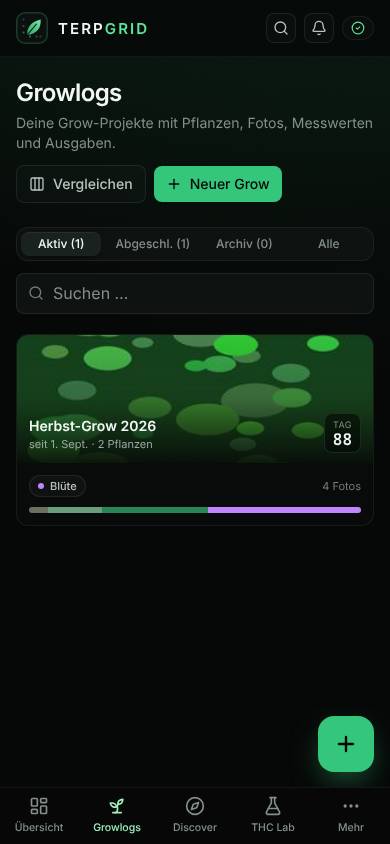 TERPGRID
Growlogs
Deine Grow-Projekte mit Pflanzen, Fotos, Messwerten
und Ausgaben.
Vergleichen
Neuer Grow
Aktiv (1)
Abgeschl. (1)
Archiv (0)
Alle
Suchen ...
Herbst-Grow 2026
seit 1. Sept. · 2 Pflanzen
TAG
88
Blüte
4 Fotos
Übersicht
Growlogs
Discover
THC Lab
Mehr